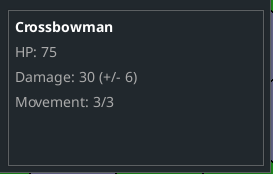 Crossbowman
HP: 75
Damage: 30 (+/- 6)
Movement: 3/3